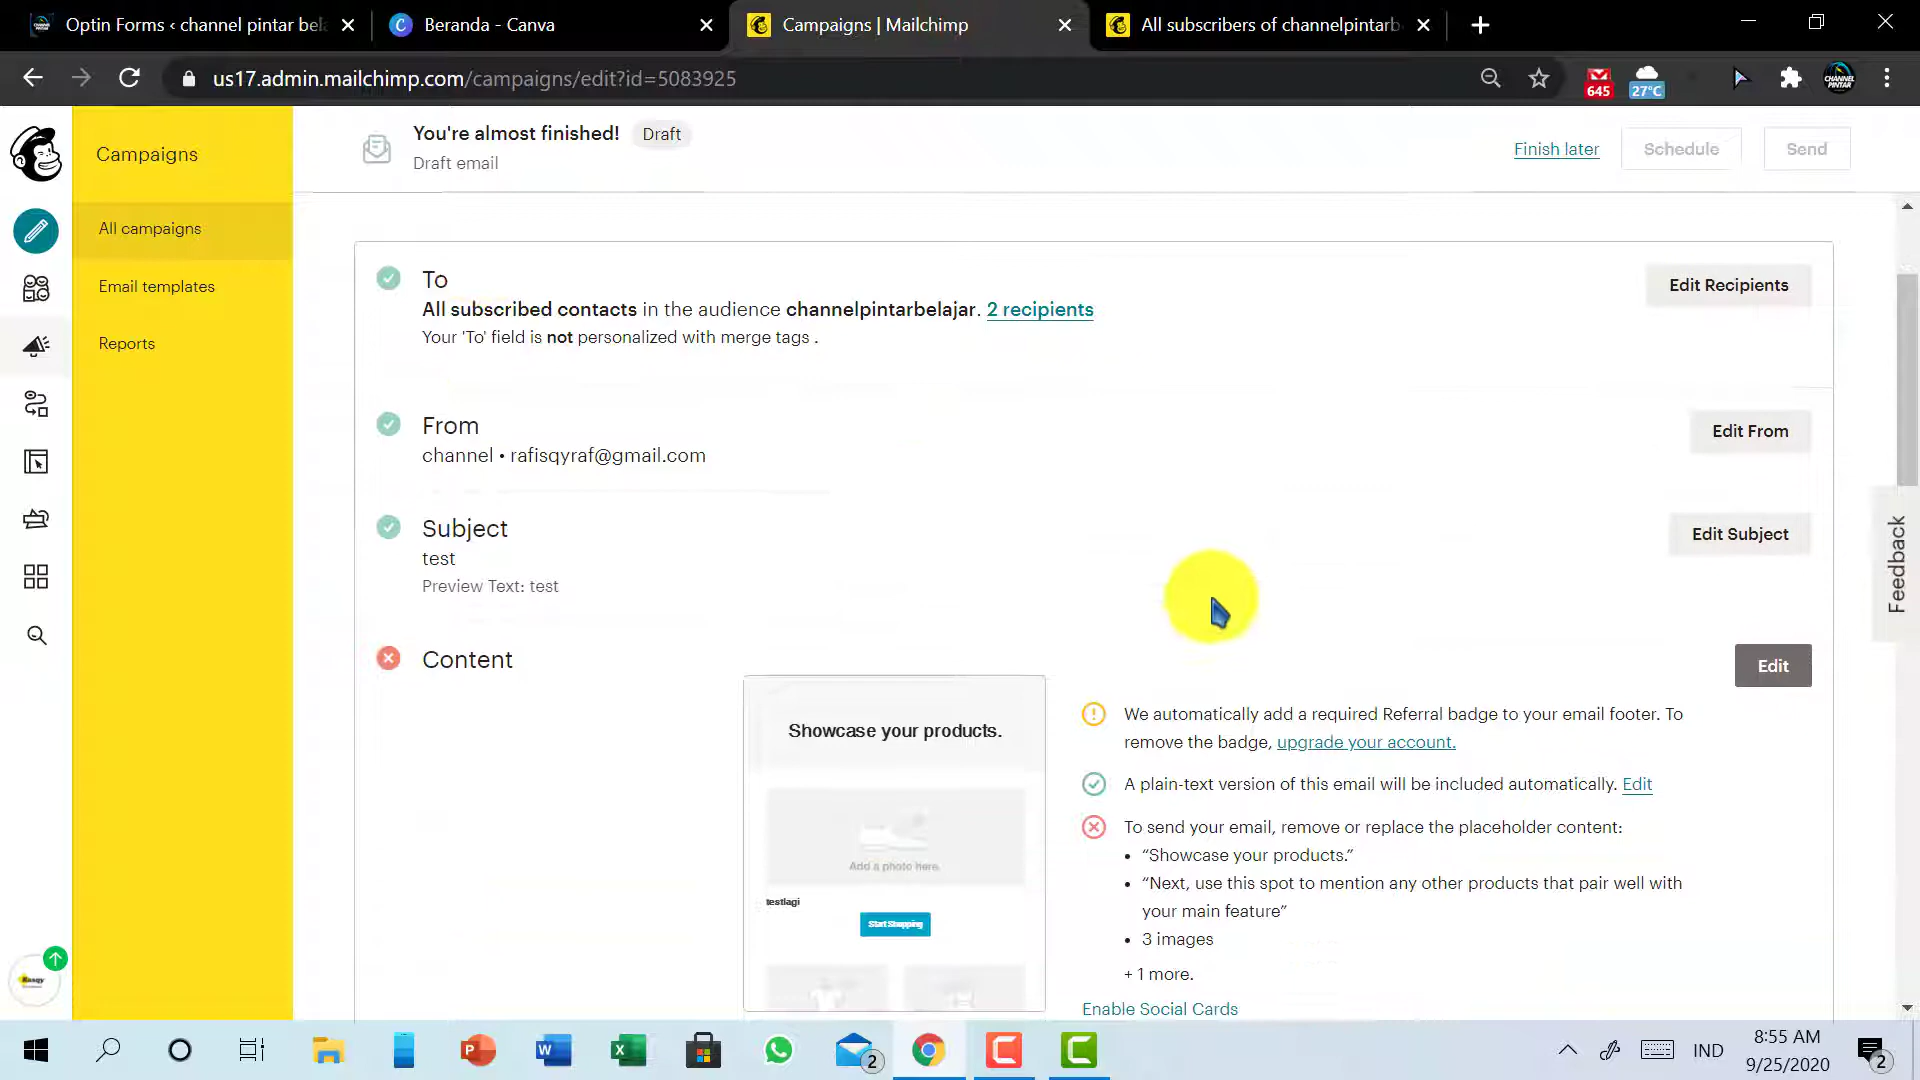 Optin Forms ‹ channel pintar bela
Beranda - Canva
Campaigns | Mailchimp
All subscribers of channelpintarb
us17.admin.mailchimp.com/campaigns/edit?id=5083925
645
27°C
CHANNEL PINTAR
Campaigns
All campaigns
Email templates
Reports
You're almost finished!
Draft
Draft email
Finish later
Schedule
Send
To
All subscribed contacts in the audience channelpintarbelajar. 2 recipients
Your 'To' field is not personalized with merge tags .
Edit Recipients
From
channel • rafisqyraf@gmail.com
Edit From
Subject
test
Preview Text: test
Edit Subject
Content
Edit
Showcase your products.
Add a photo here.
testlagi
Start Shopping
We automatically add a required Referral badge to your email footer. To
remove the badge, upgrade your account.
A plain-text version of this email will be included automatically. Edit
To send your email, remove or replace the placeholder content:
• “Showcase your products.”
• “Next, use this spot to mention any other products that pair well with
your main feature”
• 3 images
+ 1 more.
Enable Social Cards
Feedback
2
IND
8:55 AM
9/25/2020
2